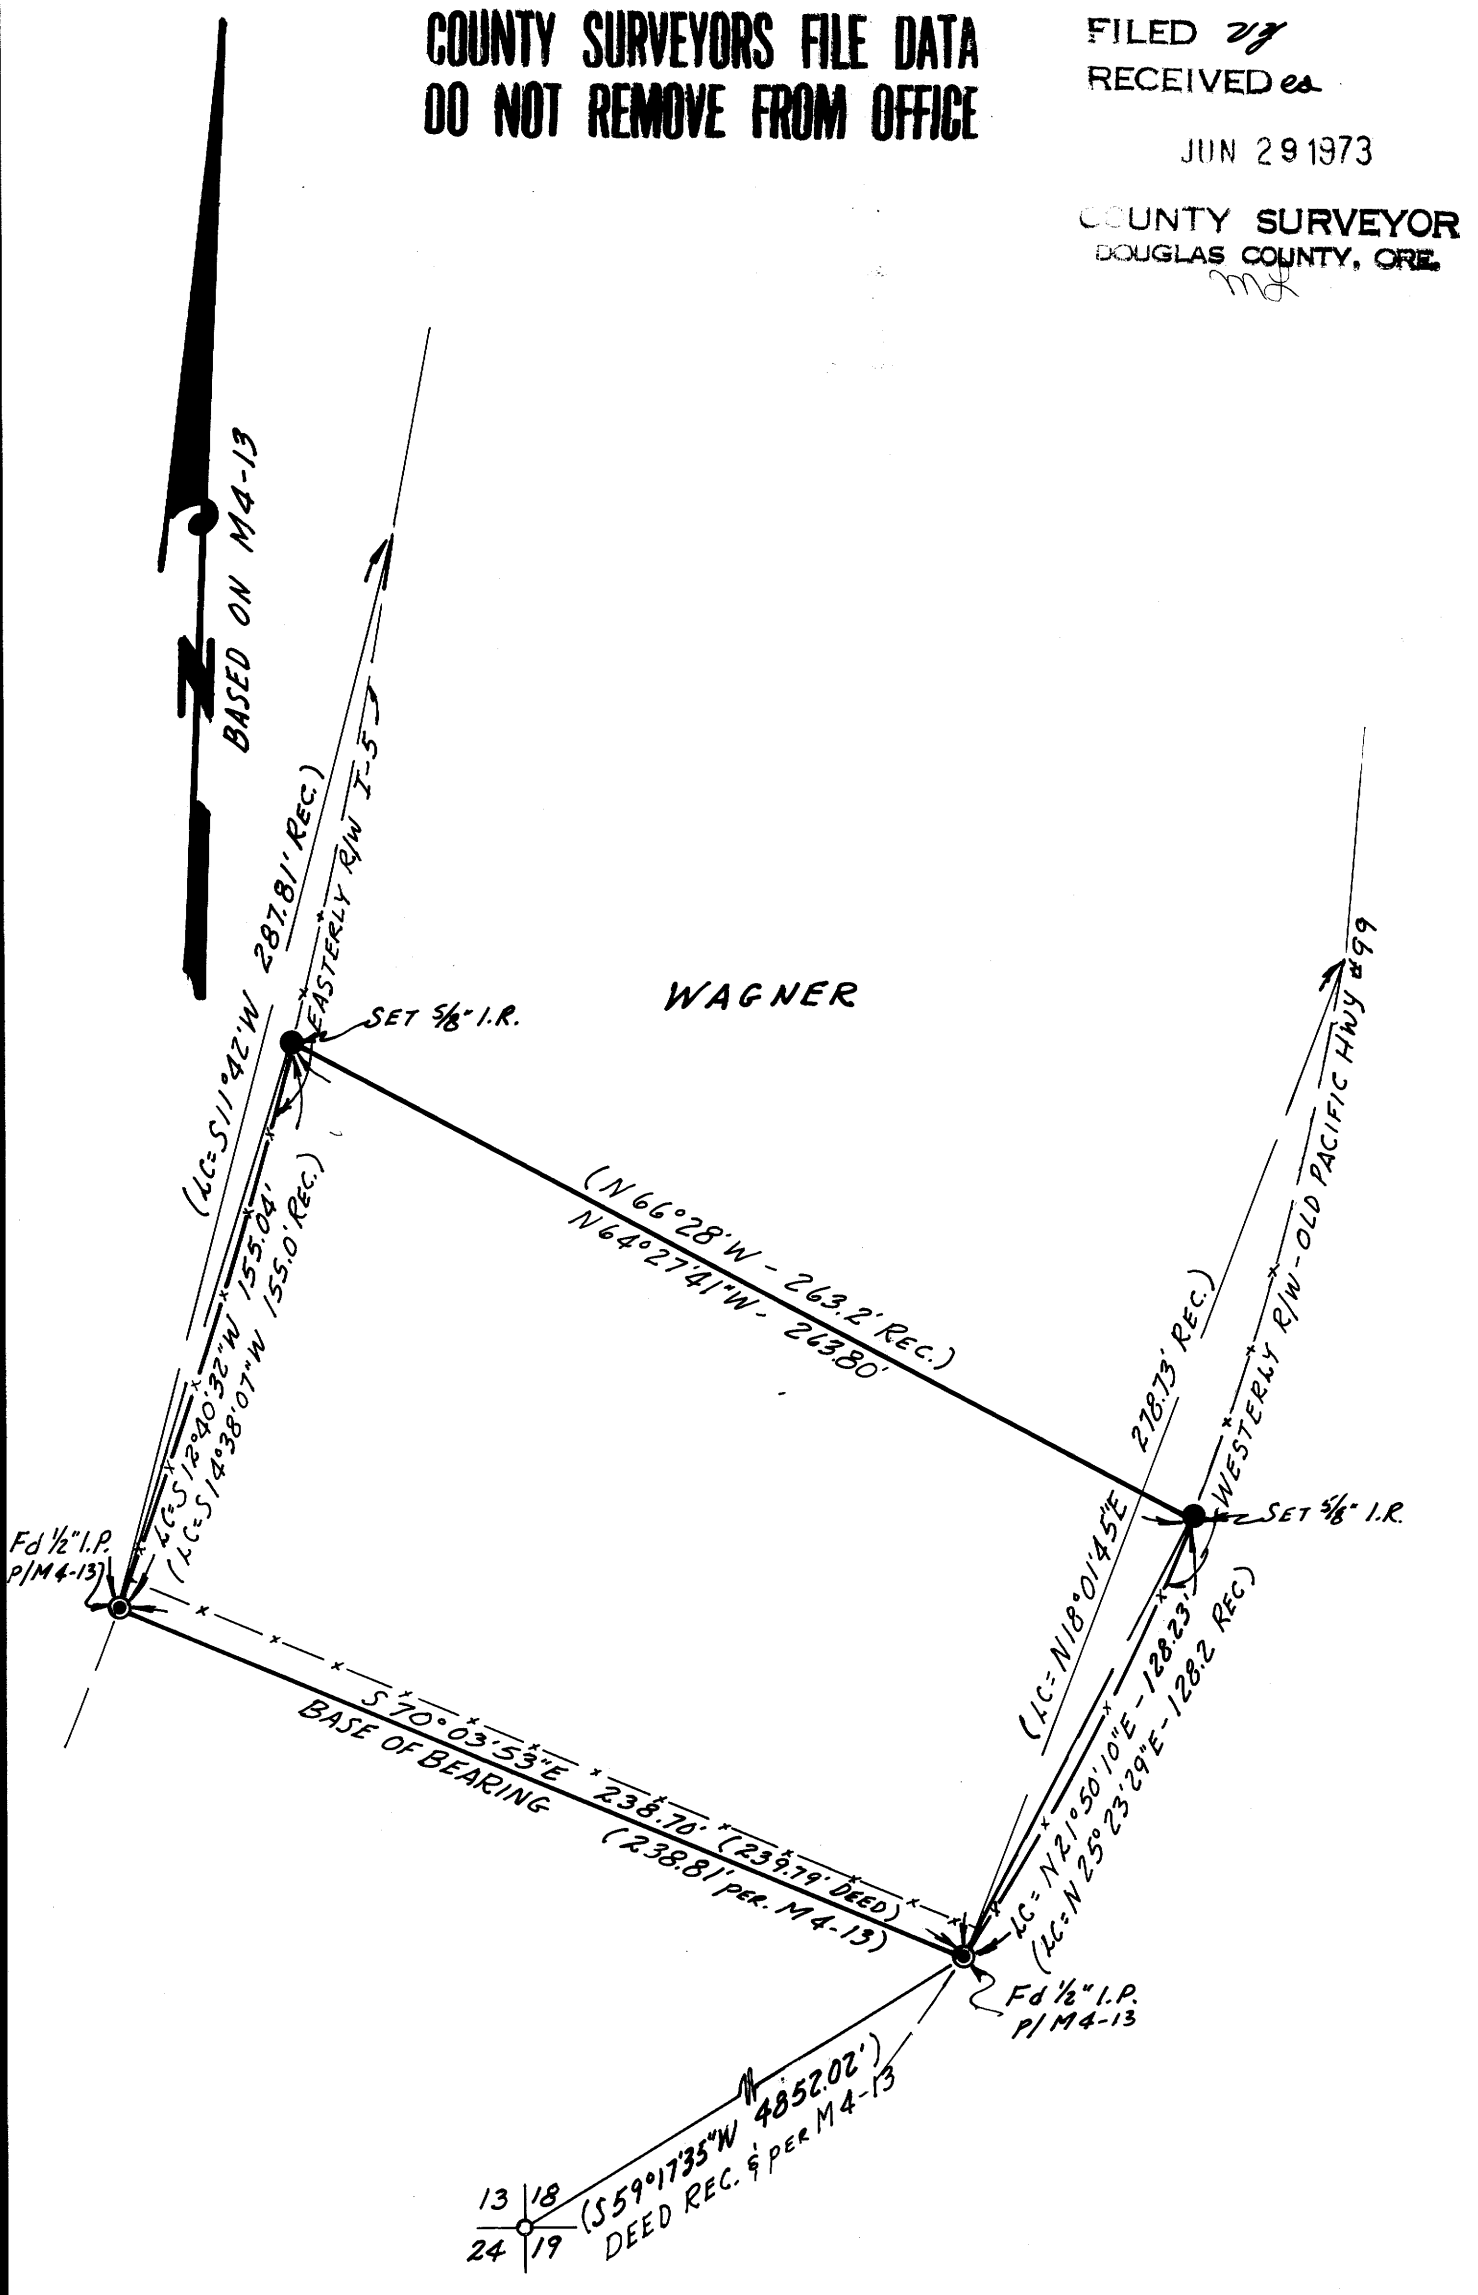 COUNTY SURVEYORS FILE DATA
DO NOT REMOVE FROM OFFICE
FILED
RECEIVED es
JUN 29 1973
COUNTY SURVEYOR
DOUGLAS COUNTY, ORE.
N
BASED ON M4-13
(LC=S11°42'W 287.81' REC.)
EASTERLY R/W I-5
SET 5/8" I.R.
WAGNER
(N66°28'W - 263.2' REC.)
N64°27'41"W - 263.80'
LC=S12°40'32"W 155.04'
(LC=S14°38'07"W 155.0' REC.)
(LC=N18°01'45"E 278.73' REC.)
WESTERLY R/W - OLD PACIFIC HWY #99
SET 5/8" I.R.
Fd 1/2" I.P.
P/M4-13
S70°03'53"E 238.70' (239.79' DEED)
BASE OF BEARING (238.81' PER. M4-13)
LC=N21°50'10"E - 128.23'
(LC=N25°23'29"E - 128.2 REC)
Fd 1/2" I.P.
P/M4-13
(S59°17'35"W 4852.02')
DEED REC. & PER M4-13
13 18
24 19